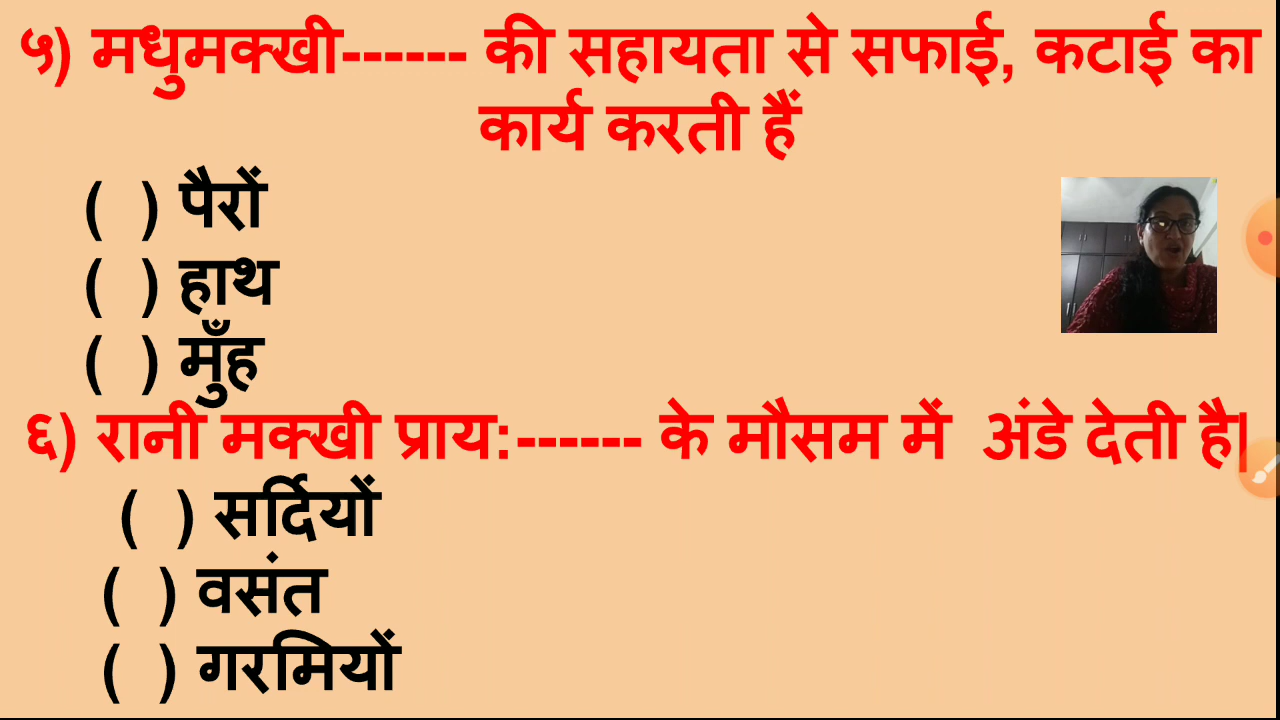 ५) मधुमक्खी------ की सहायता से सफाई, कटाई का
कार्य करती हैं
( ) पैरों
( ) हाथ
( ) मुँह
६) रानी मक्खी प्राय:------ के मौसम में अंडे देती है|
( ) सर्दियों
( ) वसंत
( ) गरमियों